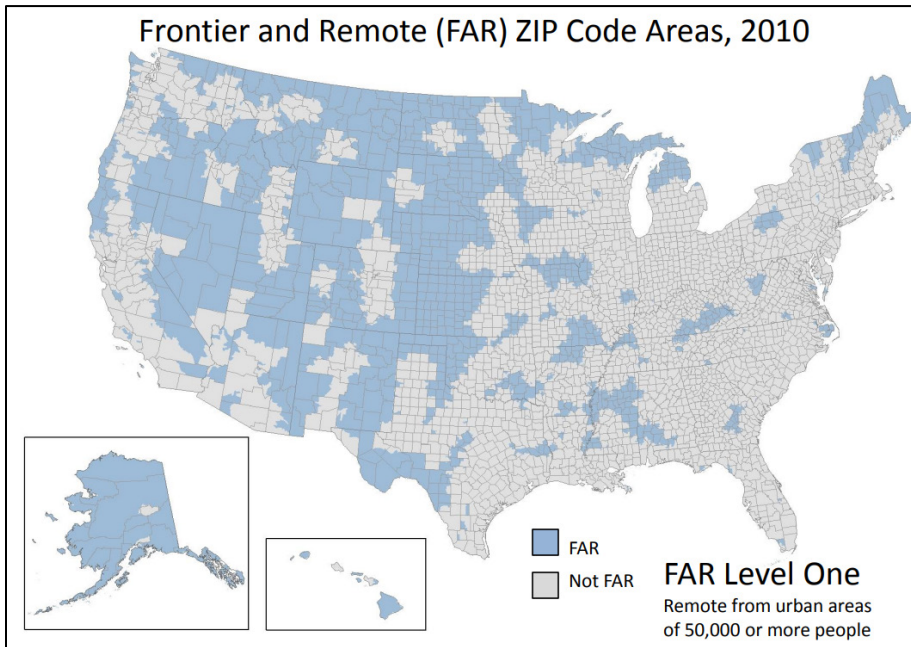 Frontier and Remote (FAR) ZIP Code Areas, 2010
FAR
Not FAR
FAR Level One
Remote from urban areas
of 50,000 or more people